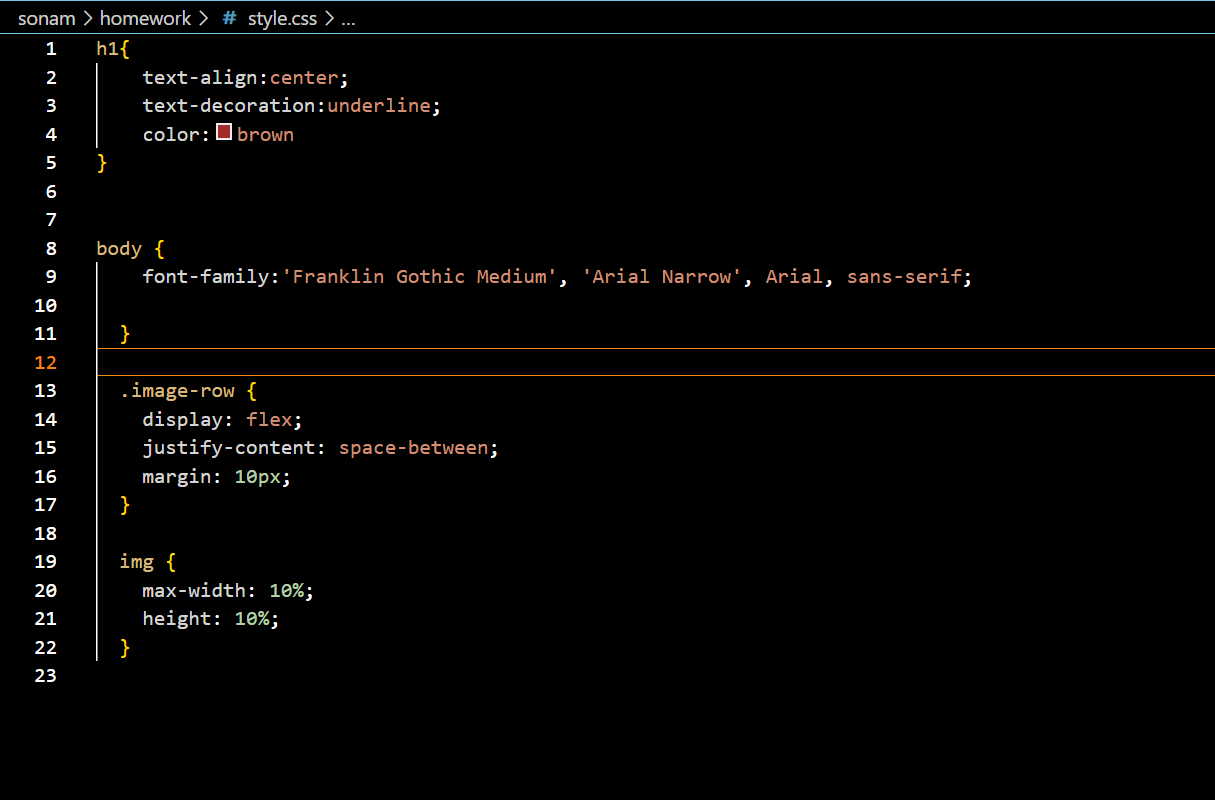 sonam > homework > # style.css > ...
1 h1{
2 text-align:center;
3 text-decoration:underline;
4 color: brown
5 }
6
7
8 body {
9 font-family:'Franklin Gothic Medium', 'Arial Narrow', Arial, sans-serif;
10
11 }
12
13 .image-row {
14 display: flex;
15 justify-content: space-between;
16 margin: 10px;
17 }
18
19 img {
20 max-width: 10%;
21 height: 10%;
22 }
23